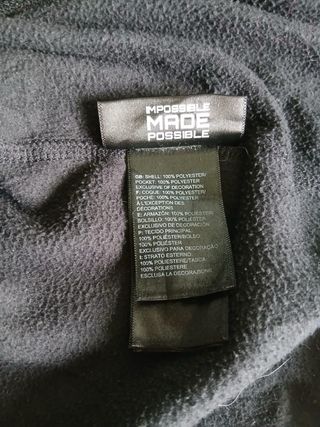 IMPOSSIBLE
MADE
POSSIBLE
GB: SHELL: 100% POLYESTER/
POCKET: 100% POLYESTER
EXCLUSIVE OF DECORATION
F: COQUE: 100% POLYESTER/
POCHE: 100% POLYESTER
À L'EXCEPTION DES
DÉCORATIONS
E: ARMAZÓN: 100% POLIÉSTER/
BOLSILLO: 100% POLIÉSTER
EXCLUSIVO DE DECORACIÓN
P: TECIDO PRINCIPAL:
100% POLIÉSTER/BOLSO:
100% POLIÉSTER
EXCLUSIVO PARA DECORAÇÃO
I: STRATO ESTERNO:
100% POLIESTERE/TASCA:
100% POLIESTERE
ESCLUSA LA DECORAZIONE